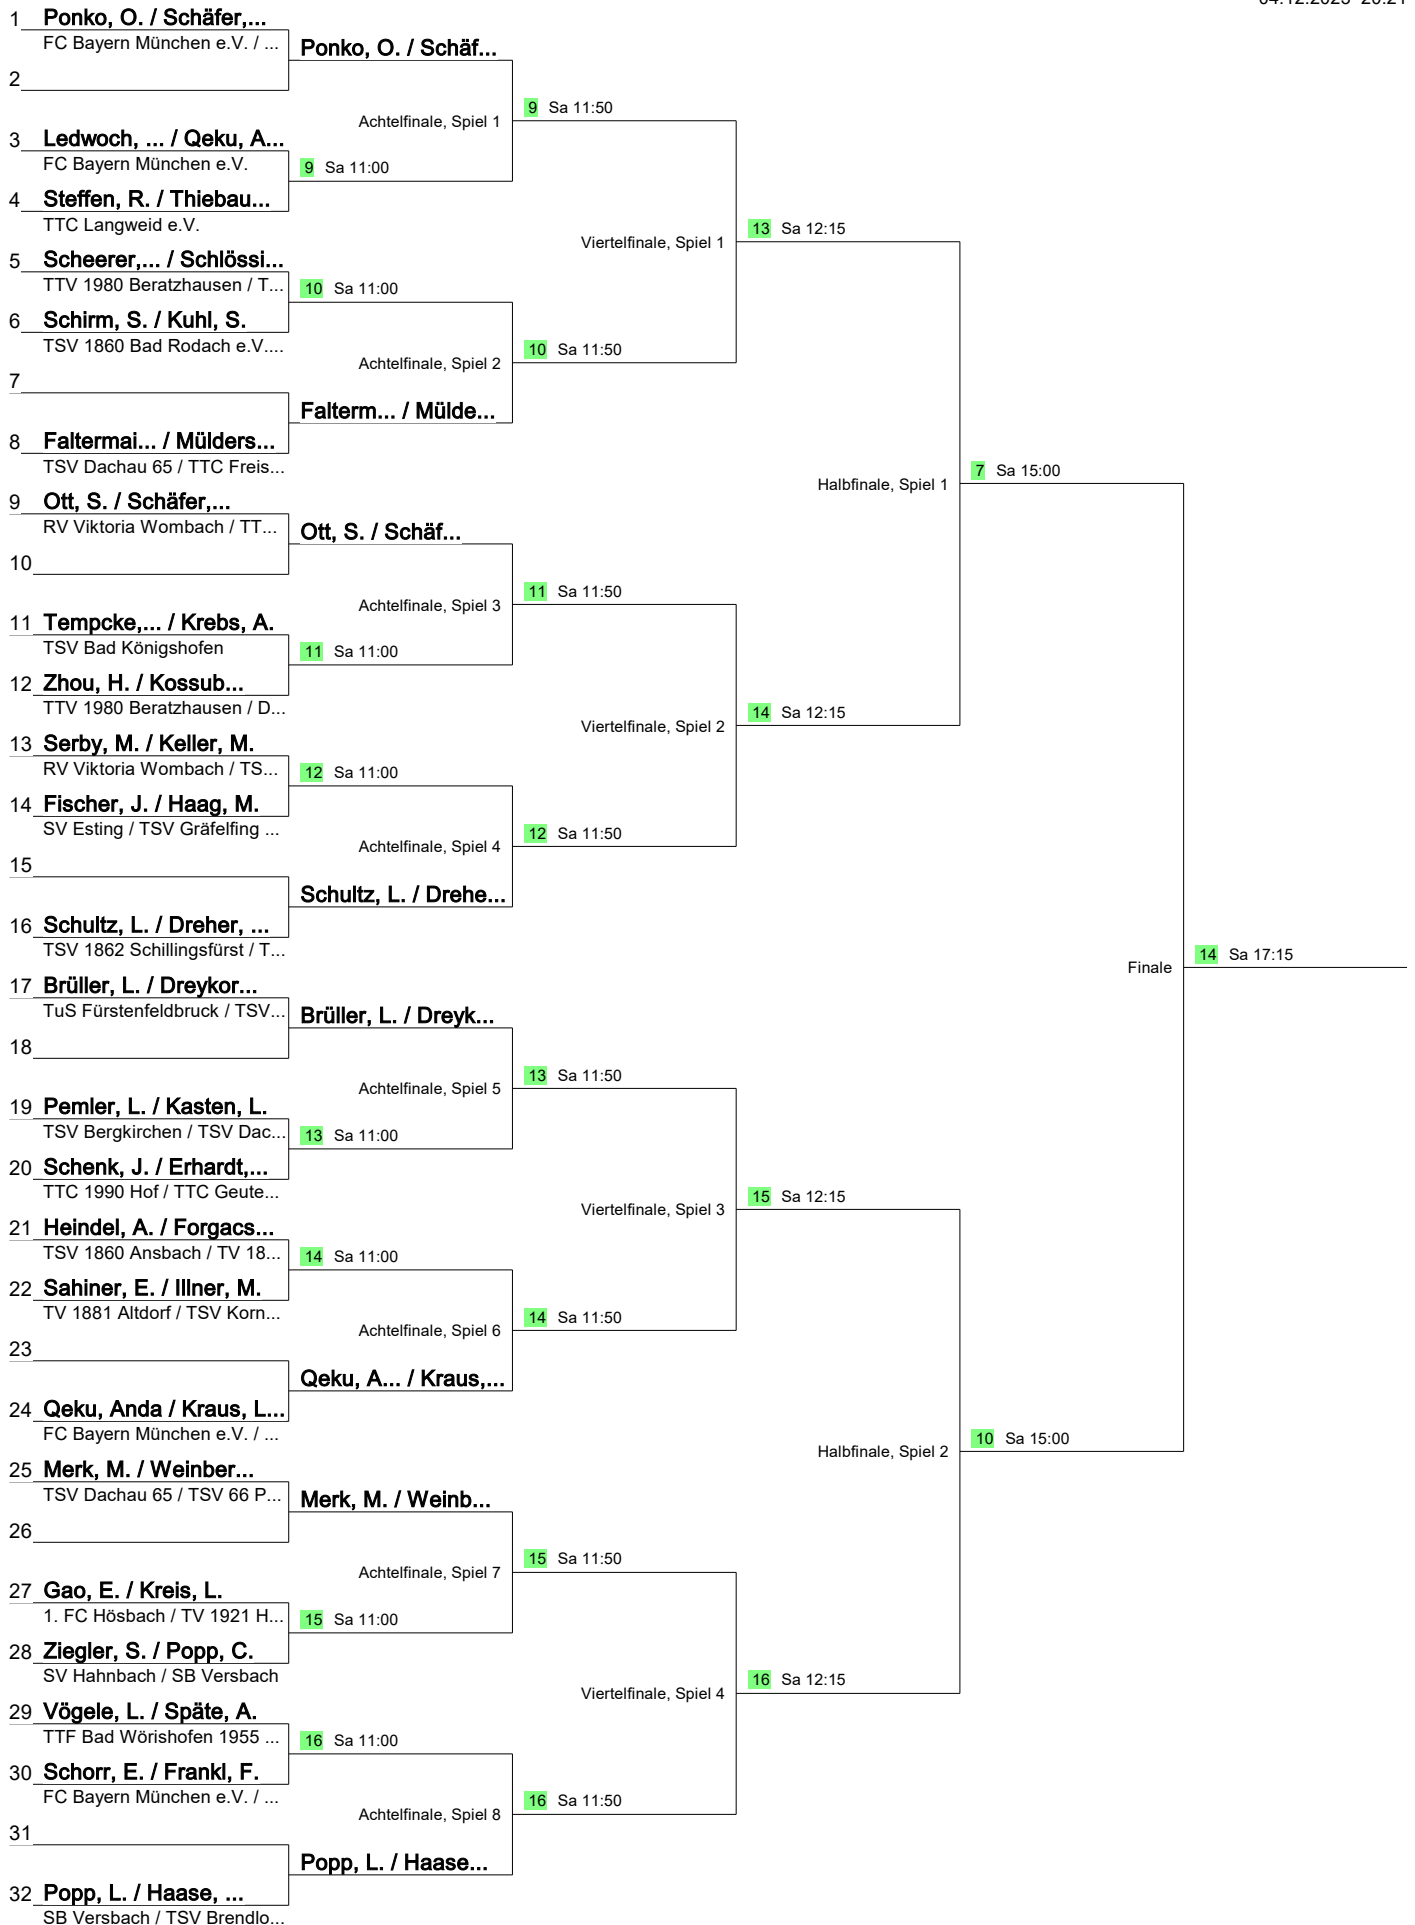 04.12.2023 20:21
1 Ponko, O. / Schäfer,...
FC Bayern München e.V. / ...
Ponko, O. / Schäf...
2
9 Sa 11:50
Achtelfinale, Spiel 1
3 Ledwoch, ... / Qeku, A...
FC Bayern München e.V.
9 Sa 11:00
4 Steffen, R. / Thiebau...
TTC Langweid e.V.
13 Sa 12:15
Viertelfinale, Spiel 1
5 Scheerer,... / Schlössi...
TTV 1980 Beratzhausen / T...
10 Sa 11:00
6 Schirm, S. / Kuhl, S.
TSV 1860 Bad Rodach e.V....
10 Sa 11:50
Achtelfinale, Spiel 2
7
Falterm... / Mülde...
8 Faltermai... / Mülders...
TSV Dachau 65 / TTC Freis...
7 Sa 15:00
Halbfinale, Spiel 1
9 Ott, S. / Schäfer,...
RV Viktoria Wombach / TT...
Ott, S. / Schäf...
10
11 Sa 11:50
Achtelfinale, Spiel 3
11 Tempcke,... / Krebs, A.
TSV Bad Königshofen
11 Sa 11:00
12 Zhou, H. / Kossub...
TTV 1980 Beratzhausen / D...
14 Sa 12:15
Viertelfinale, Spiel 2
13 Serby, M. / Keller, M.
RV Viktoria Wombach / TS...
12 Sa 11:00
14 Fischer, J. / Haag, M.
SV Esting / TSV Gräfelfing ...
12 Sa 11:50
Achtelfinale, Spiel 4
15
Schultz, L. / Drehe...
16 Schultz, L. / Dreher, ...
TSV 1862 Schillingsfürst / T...
14 Sa 17:15
Finale
17 Brüller, L. / Dreykor...
TuS Fürstenfeldbruck / TSV...
Brüller, L. / Dreyk...
18
13 Sa 11:50
Achtelfinale, Spiel 5
19 Pemler, L. / Kasten, L.
TSV Bergkirchen / TSV Dac...
13 Sa 11:00
20 Schenk, J. / Erhardt,...
TTC 1990 Hof / TTC Geute...
15 Sa 12:15
Viertelfinale, Spiel 3
21 Heindel, A. / Forgacs...
TSV 1860 Ansbach / TV 18...
14 Sa 11:00
22 Sahiner, E. / Illner, M.
TV 1881 Altdorf / TSV Korn...
14 Sa 11:50
Achtelfinale, Spiel 6
23
Qeku, A... / Kraus,...
24 Qeku, Anda / Kraus, L...
FC Bayern München e.V. / ...
10 Sa 15:00
Halbfinale, Spiel 2
25 Merk, M. / Weinber...
TSV Dachau 65 / TSV 66 P...
Merk, M. / Weinb...
26
15 Sa 11:50
Achtelfinale, Spiel 7
27 Gao, E. / Kreis, L.
1. FC Hösbach / TV 1921 H...
15 Sa 11:00
28 Ziegler, S. / Popp, C.
SV Hahnbach / SB Versbach
16 Sa 12:15
Viertelfinale, Spiel 4
29 Vögele, L. / Späte, A.
TTF Bad Wörishofen 1955 ...
16 Sa 11:00
30 Schorr, E. / Frankl, F.
FC Bayern München e.V. / ...
16 Sa 11:50
Achtelfinale, Spiel 8
31
Popp, L. / Haase...
32 Popp, L. / Haase, ...
SB Versbach / TSV Brendlo...